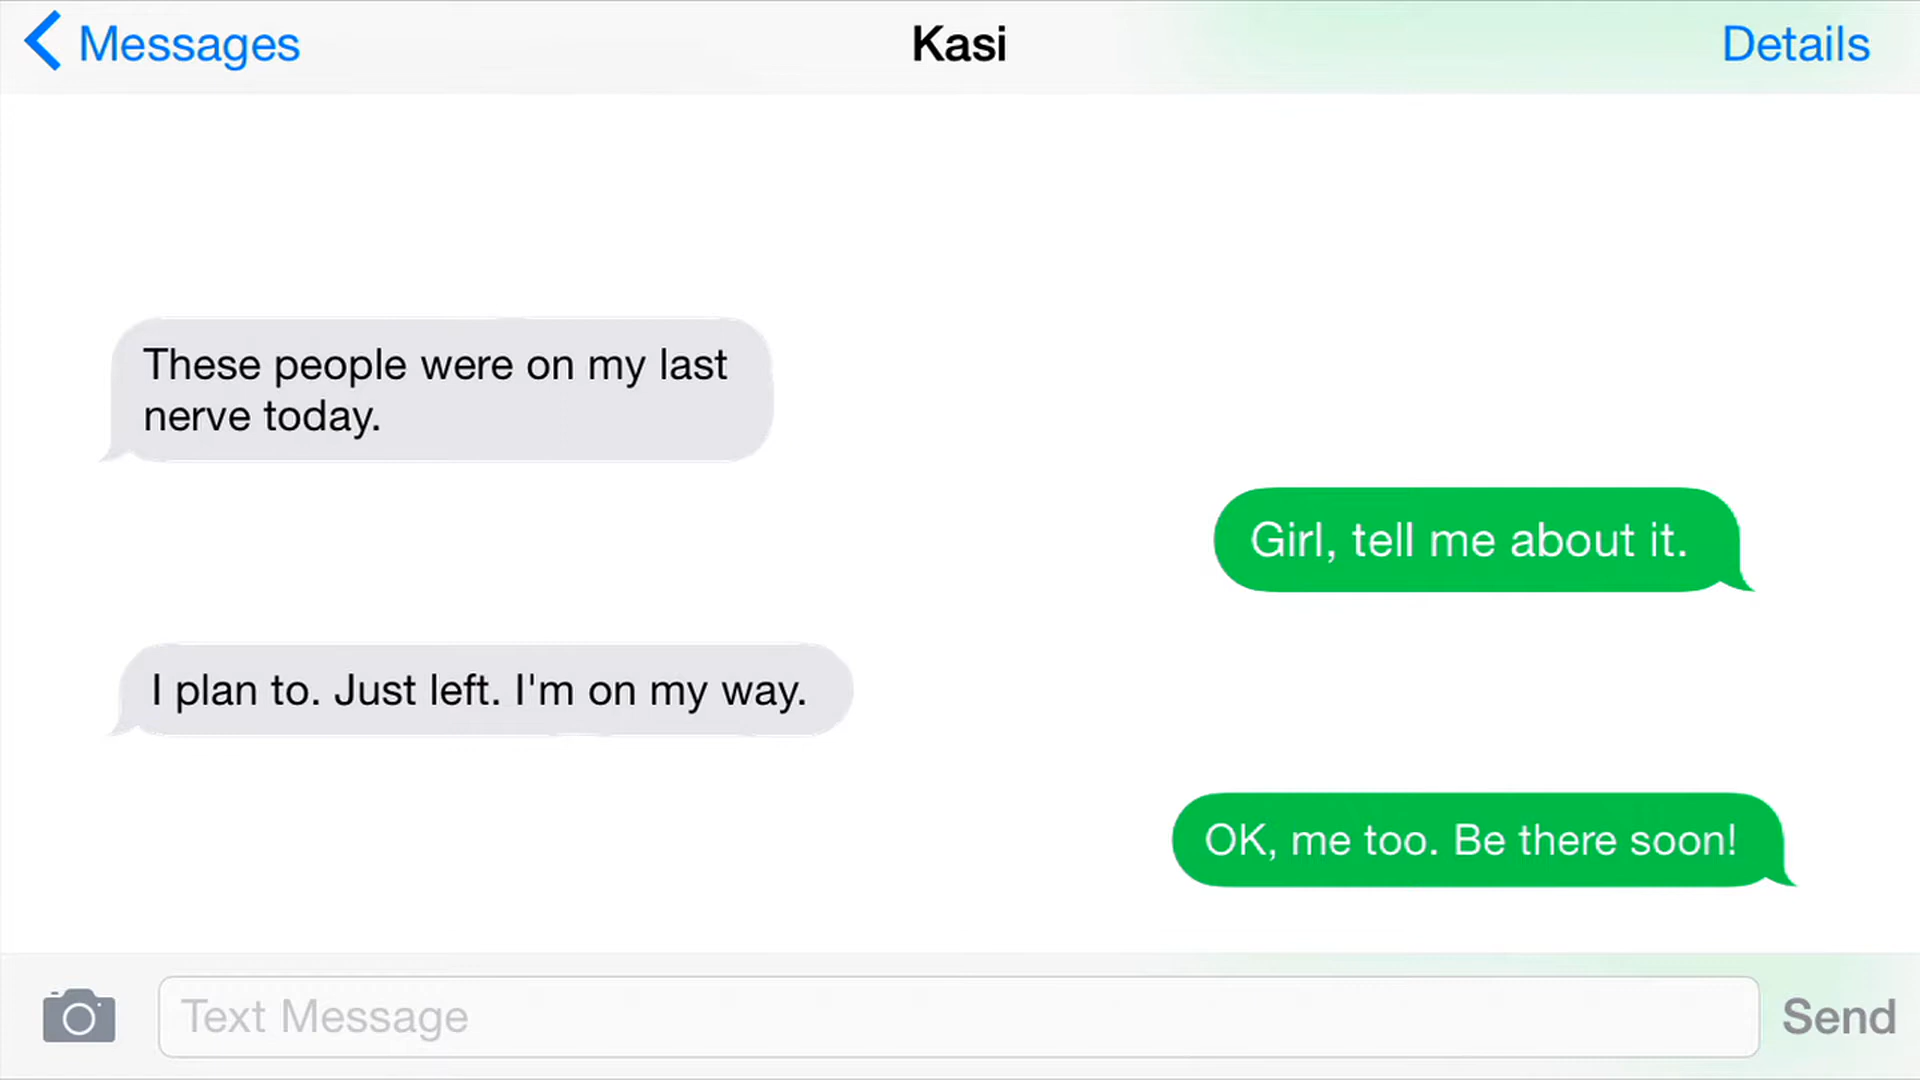 Messages
Kasi
Details
These people were on my last
nerve today.
Girl, tell me about it.
I plan to. Just left. I'm on my way.
OK, me too. Be there soon!
Text Message
Send